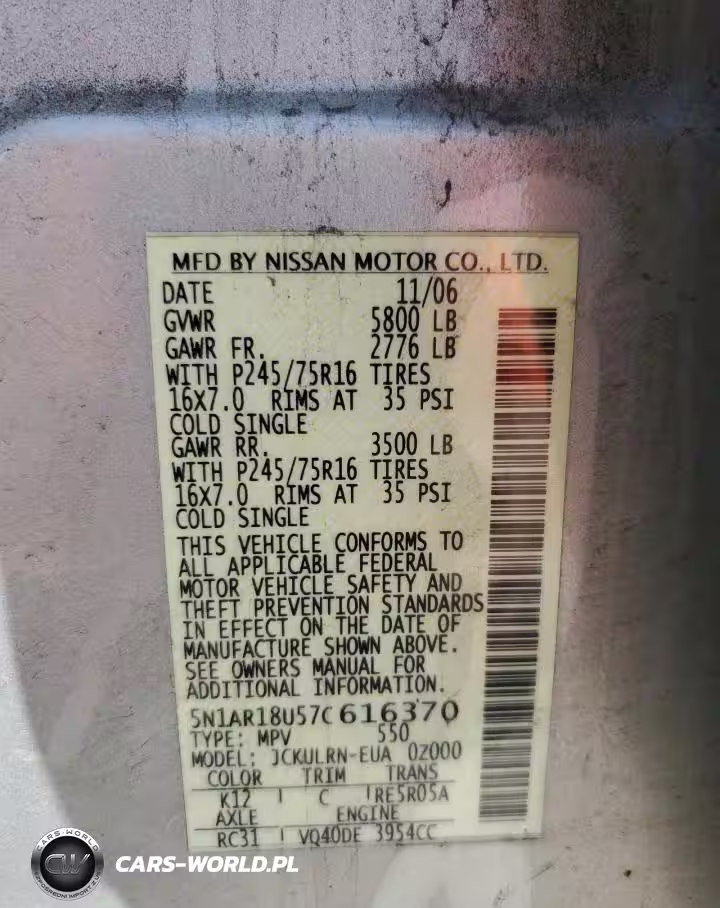 MFD BY NISSAN MOTOR CO., LTD.
DATE 11/06
GVWR 5800 LB
GAWR FR. 2776 LB
WITH P245/75R16 TIRES
16X7.0 RIMS AT 35 PSI
COLD SINGLE
GAWR RR. 3500 LB
WITH P245/75R16 TIRES
16X7.0 RIMS AT 35 PSI
COLD SINGLE
THIS VEHICLE CONFORMS TO
ALL APPLICABLE FEDERAL
MOTOR VEHICLE SAFETY AND
THEFT PREVENTION STANDARDS
IN EFFECT ON THE DATE OF
MANUFACTURE SHOWN ABOVE.
SEE OWNERS MANUAL FOR
ADDITIONAL INFORMATION.
5N1AR18U57C616370
TYPE: MPV 550
MODEL: JCKULRN-EUA 0Z000
COLOR TRIM TRANS
K12 C RE5R05A
AXLE ENGINE
RC31 VQ40DE 3954CC
CARS-WORLD
CW
CARS-WORLD.PL